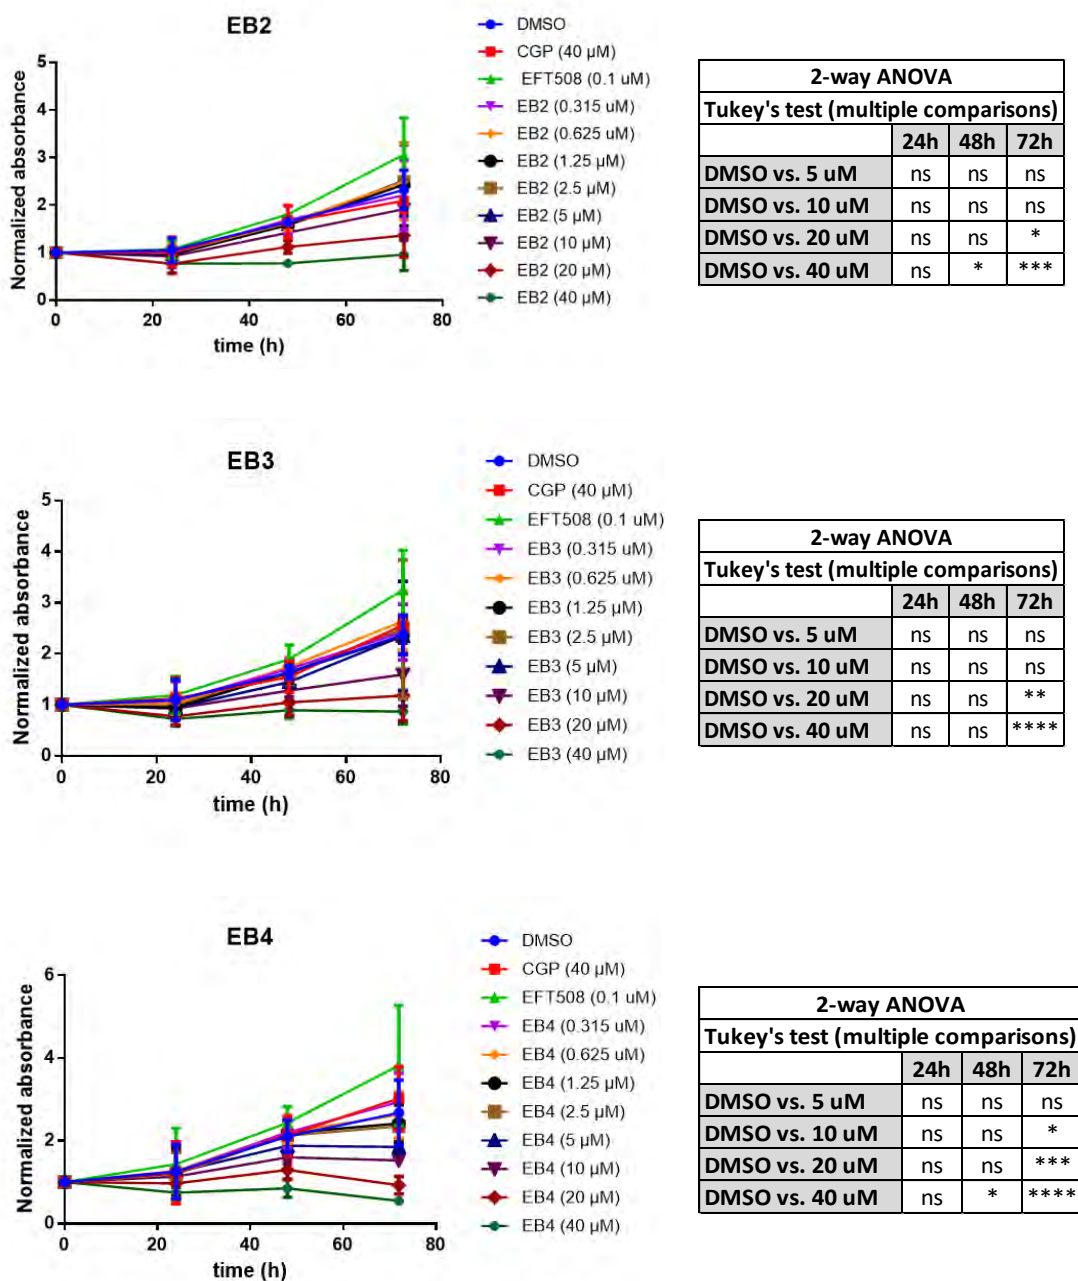 EB2
Normalized absorbance
5
4
3
2
1
0
0 20 40 60 80
time (h)
DMSO
CGP (40 µM)
EFT508 (0.1 uM)
EB2 (0.315 uM)
EB2 (0.625 uM)
EB2 (1.25 µM)
EB2 (2.5 µM)
EB2 (5 µM)
EB2 (10 µM)
EB2 (20 µM)
EB2 (40 µM)
2-way ANOVA
Tukey's test (multiple comparisons)
24h 48h 72h
DMSO vs. 5 uM ns ns ns
DMSO vs. 10 uM ns ns ns
DMSO vs. 20 uM ns ns *
DMSO vs. 40 uM ns * ***
EB3
Normalized absorbance
5
4
3
2
1
0
0 20 40 60 80
time (h)
DMSO
CGP (40 µM)
EFT508 (0.1 uM)
EB3 (0.315 uM)
EB3 (0.625 uM)
EB3 (1.25 µM)
EB3 (2.5 µM)
EB3 (5 µM)
EB3 (10 µM)
EB3 (20 µM)
EB3 (40 µM)
2-way ANOVA
Tukey's test (multiple comparisons)
24h 48h 72h
DMSO vs. 5 uM ns ns ns
DMSO vs. 10 uM ns ns ns
DMSO vs. 20 uM ns ns **
DMSO vs. 40 uM ns ns ****
EB4
Normalized absorbance
6
4
2
0
0 20 40 60 80
time (h)
DMSO
CGP (40 µM)
EFT508 (0.1 uM)
EB4 (0.315 uM)
EB4 (0.625 uM)
EB4 (1.25 µM)
EB4 (2.5 µM)
EB4 (5 µM)
EB4 (10 µM)
EB4 (20 µM)
EB4 (40 µM)
2-way ANOVA
Tukey's test (multiple comparisons)
24h 48h 72h
DMSO vs. 5 uM ns ns ns
DMSO vs. 10 uM ns ns *
DMSO vs. 20 uM ns ns ***
DMSO vs. 40 uM ns * ****